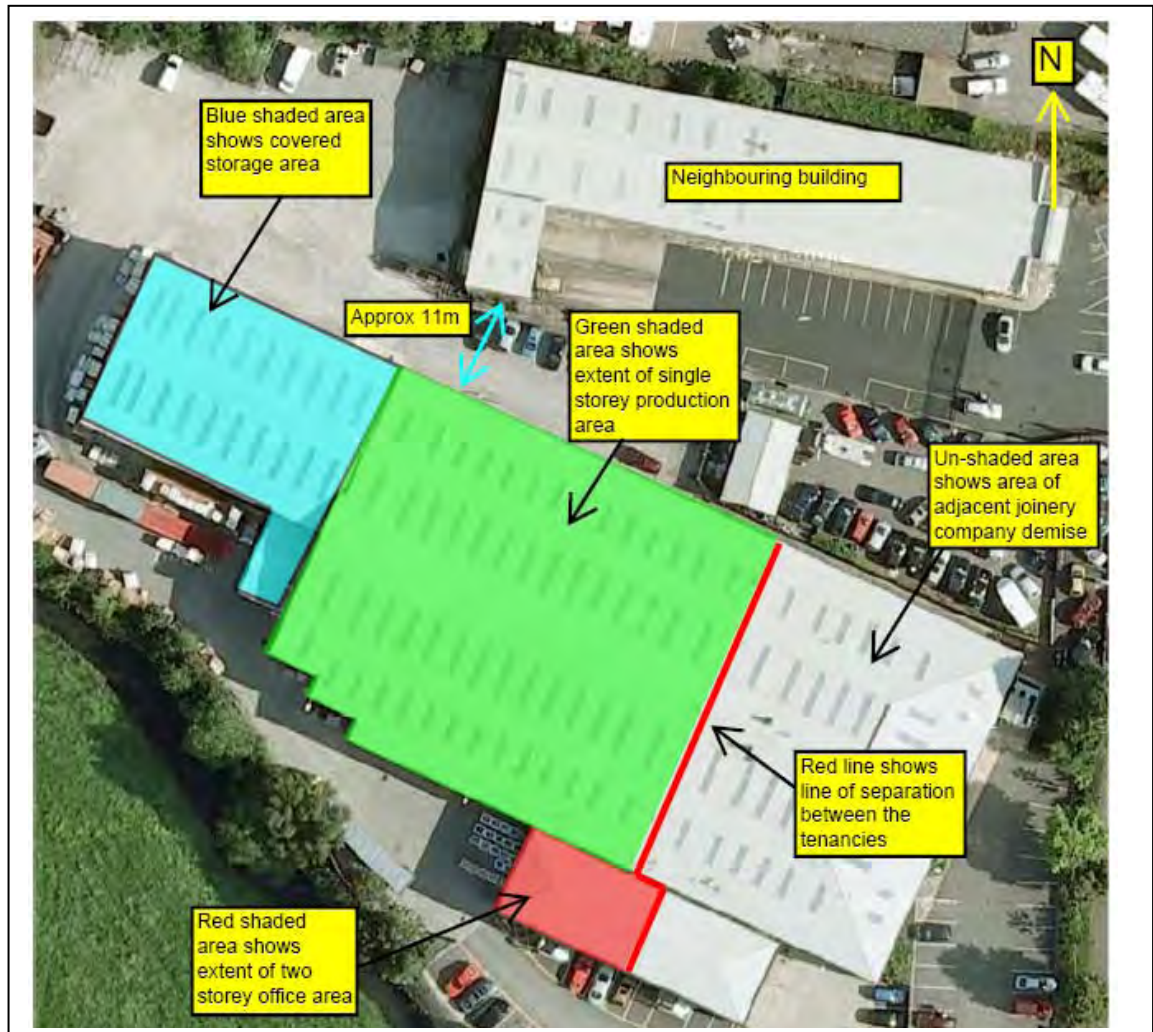 N
Blue shaded area
shows covered
storage area
Neighbouring building
Approx 11m
Green shaded
area shows
extent of single
storey production
area
Un-shaded area
shows area of
adjacent joinery
company demise
Red line shows
line of separation
between the
tenancies
Red shaded
area shows
extent of two
storey office area